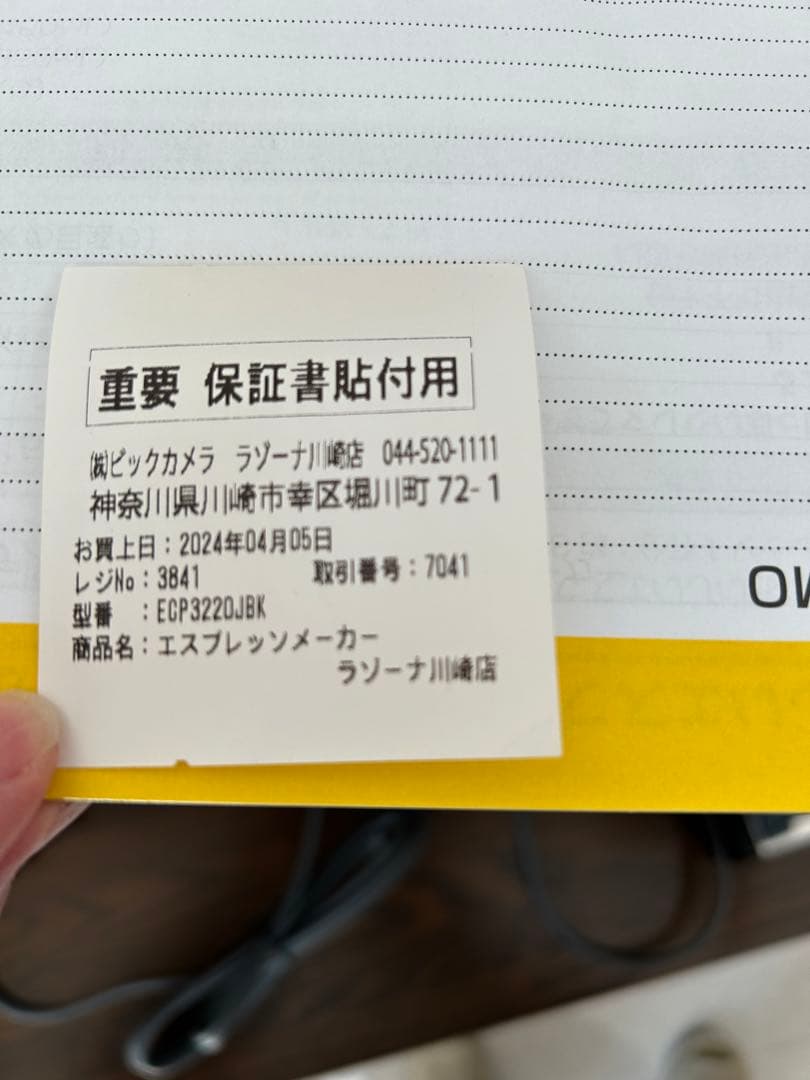 重要 保証書貼付用
㈱ビックカメラ ラゾーナ川崎店 044-520-1111
神奈川県川崎市幸区堀川町72-1
お買上日：2024年04月05日
レジNo：3841 取引番号：7041
型番 ：ECP3220JBK
商品名：エスプレッソメーカー
ラゾーナ川崎店